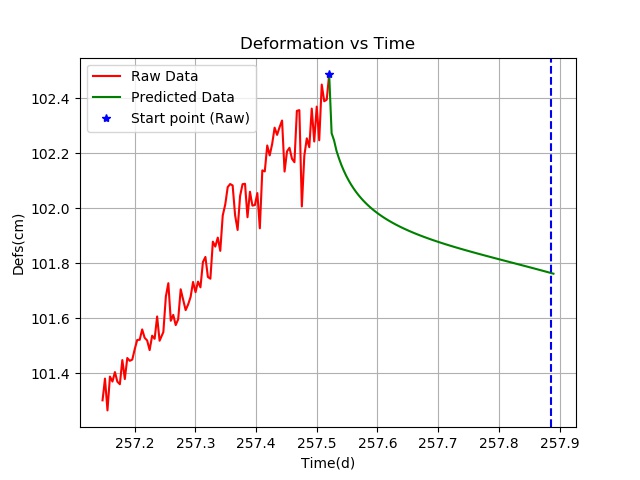 Deformation vs Time
Raw Data
Predicted Data
Start point (Raw)
Defs(cm)
102.4
102.2
102.0
101.8
101.6
101.4
257.2 257.3 257.4 257.5 257.6 257.7 257.8 257.9
Time(d)